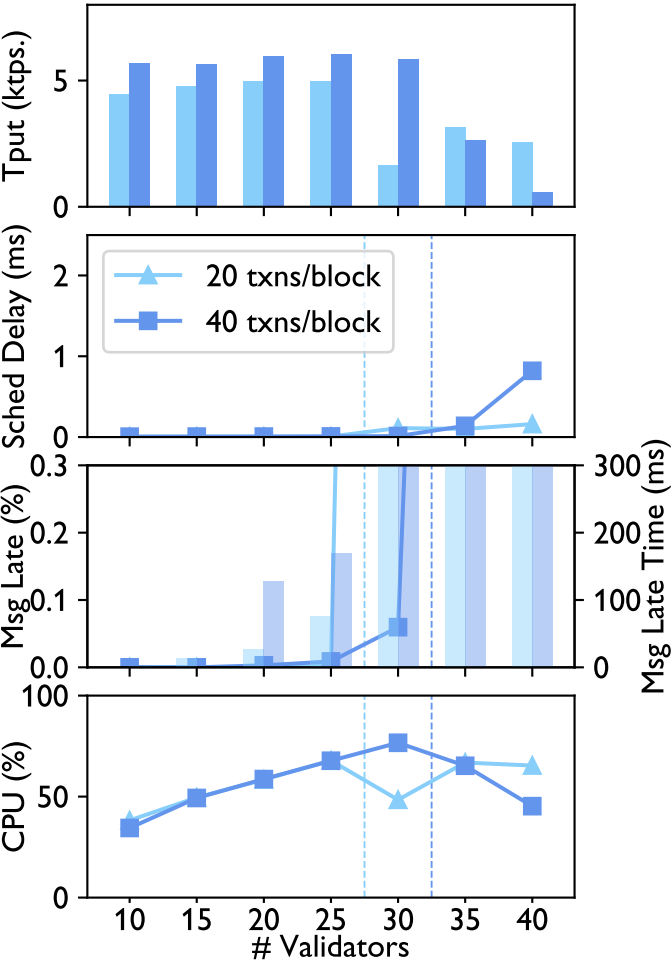 Tput (ktps.)
5
0
Sched Delay (ms)
2
1
0
20 txns/block
40 txns/block
Msg Late (%)
0.3
0.2
0.1
0.0
300
200
100
0
Msg Late Time (ms)
CPU (%)
100
50
0
10 15 20 25 30 35 40
# Validators